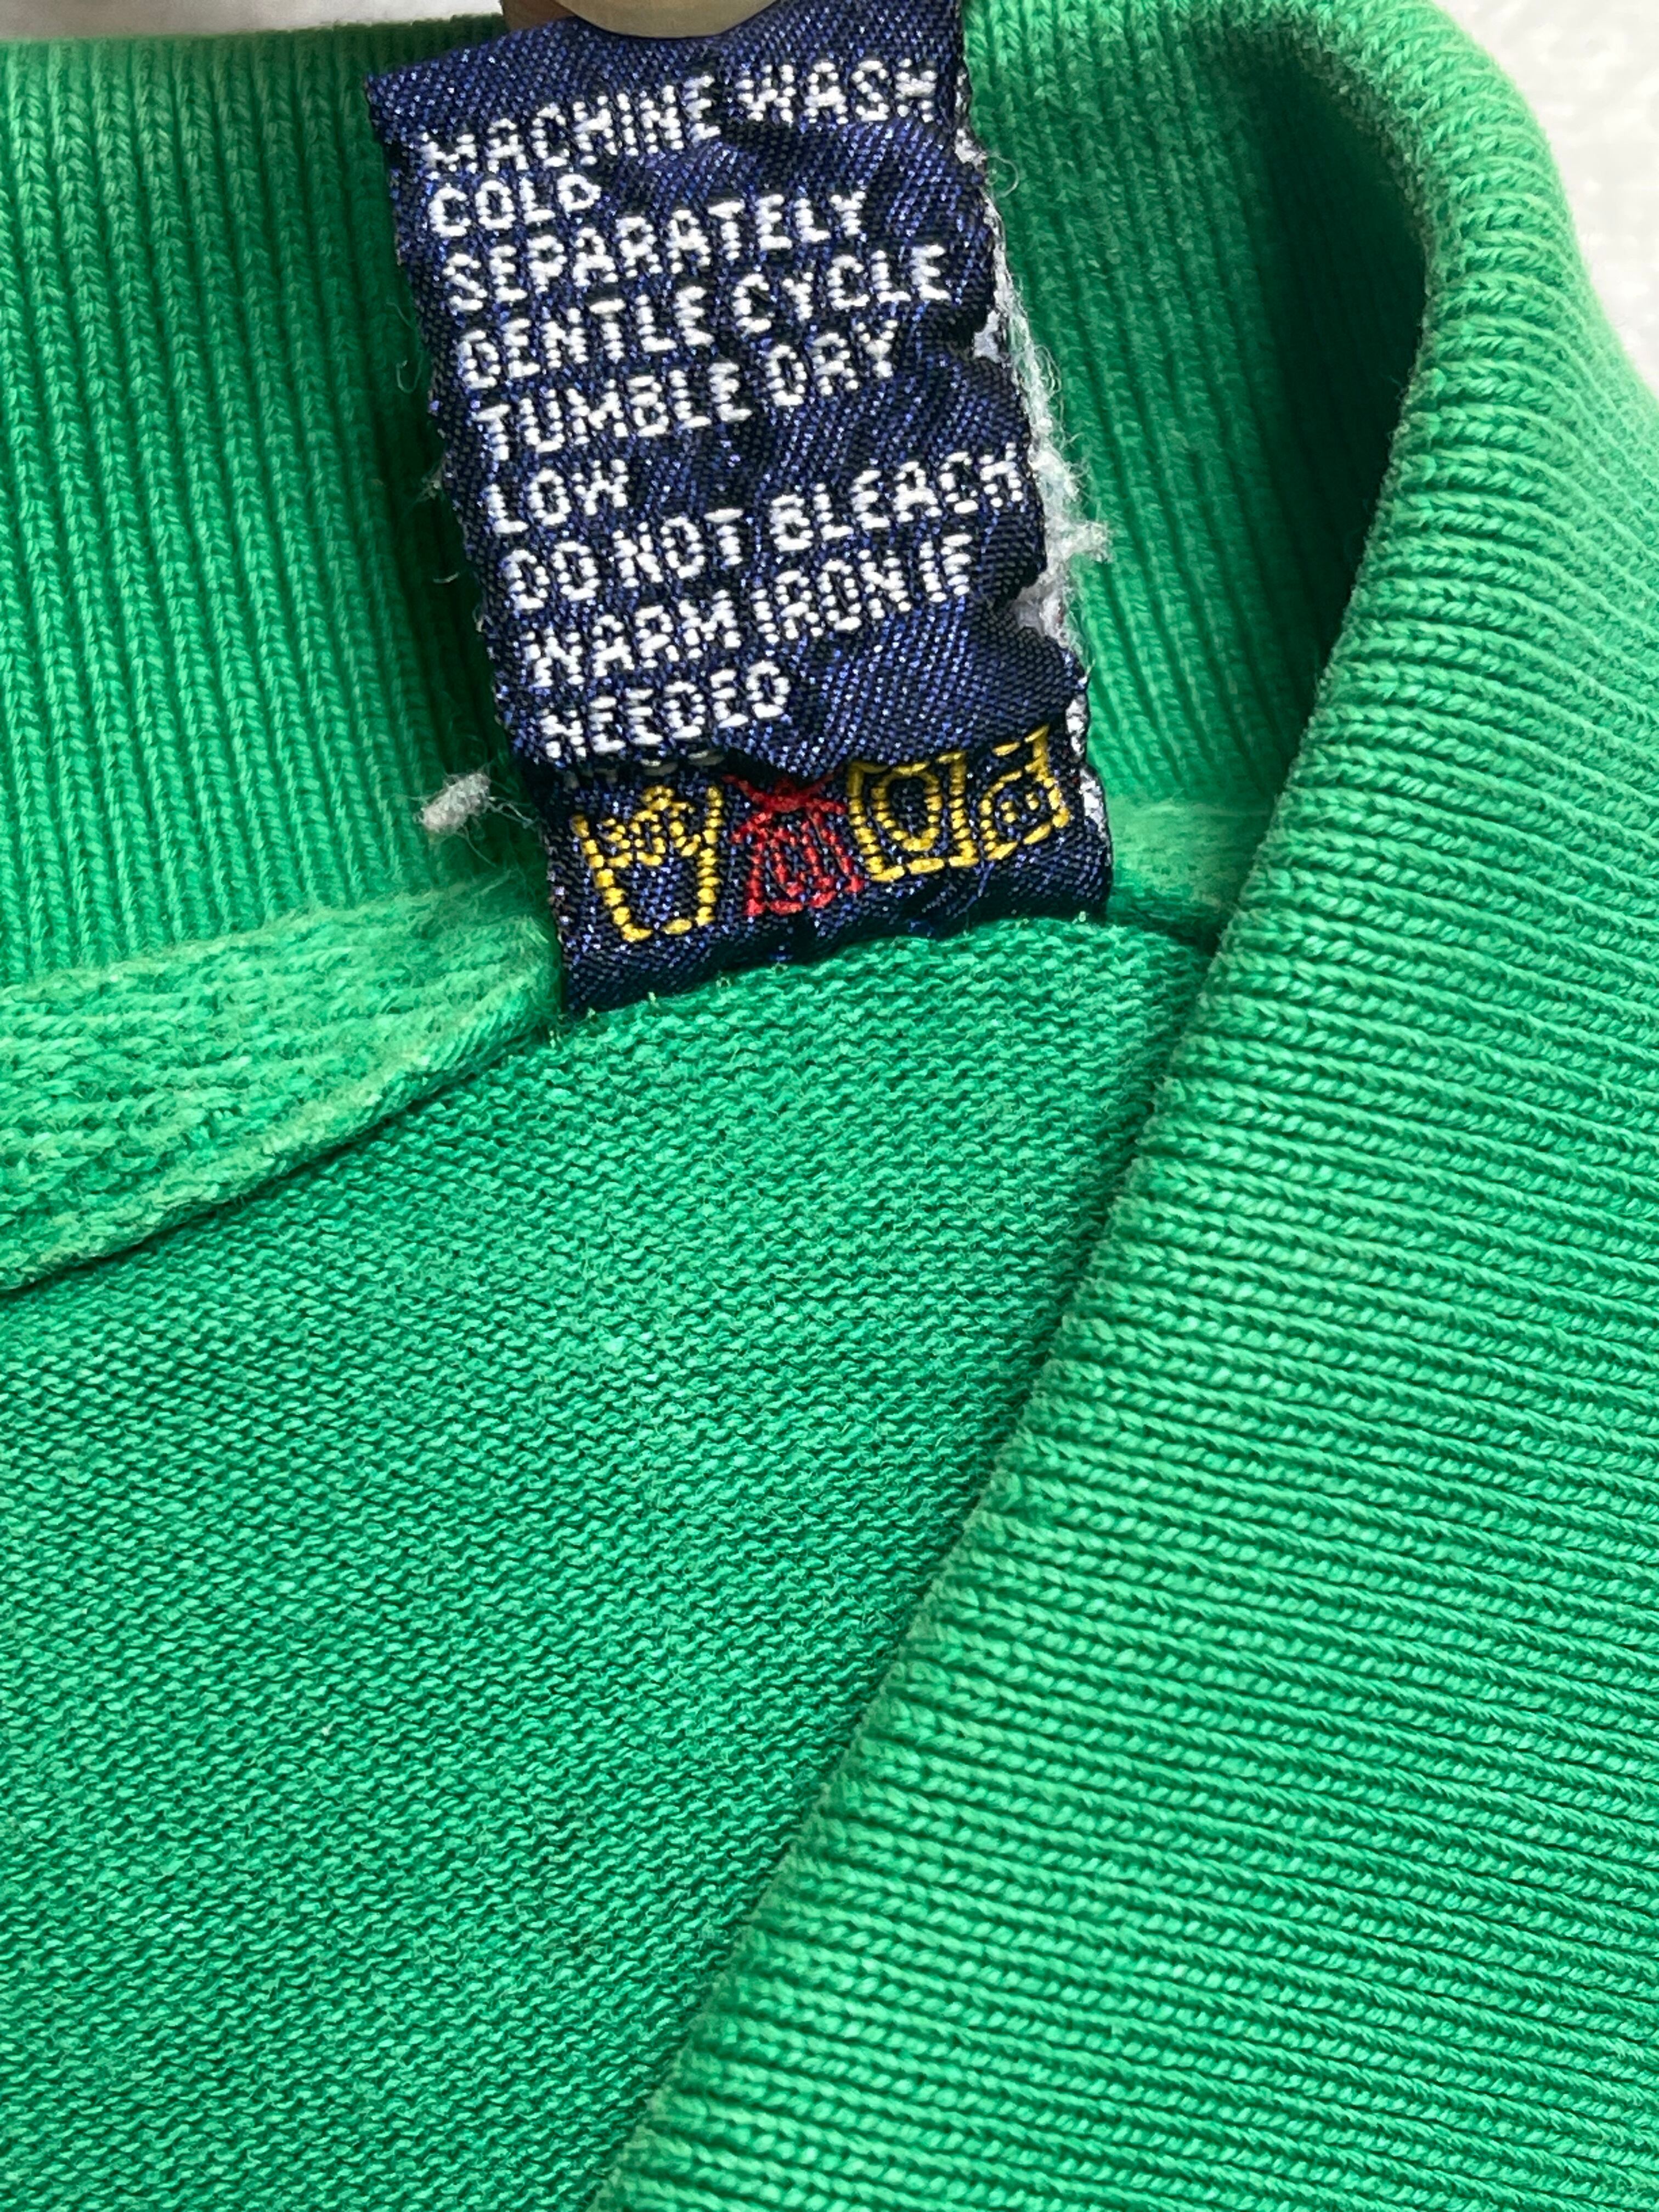 MACHINE WASH
COLD
SEPARATELY
GENTLE CYCLE
TUMBLE DRY
LOW
DO NOT BLEACH
WARM IRON IF
NEEDED